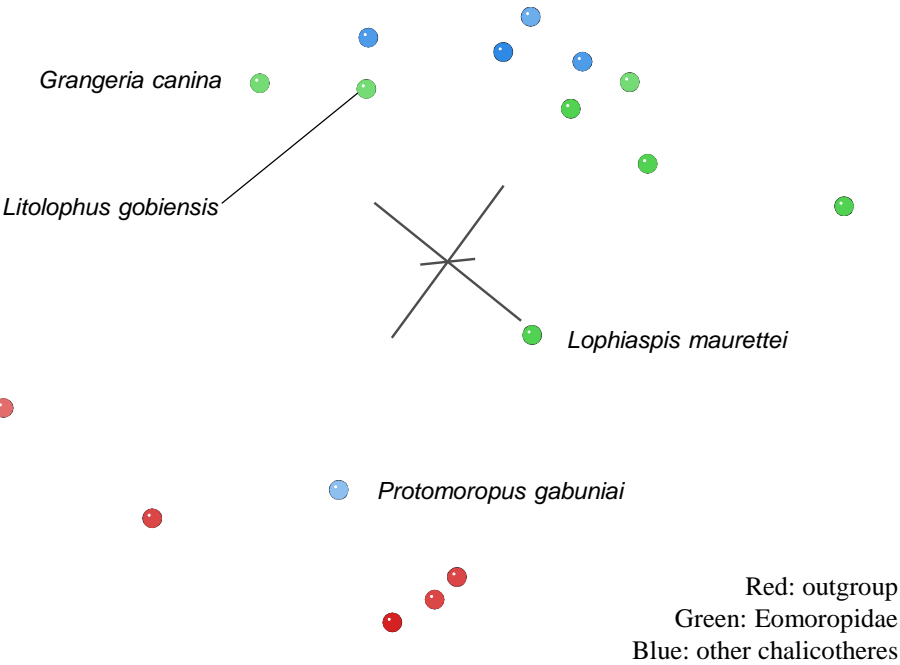 Grangeria canina
Litolophus gobiensis
Lophiaspis maurettei
Protomoropus gabuniai
Red: outgroup
Green: Eomoropidae
Blue: other chalicotheres